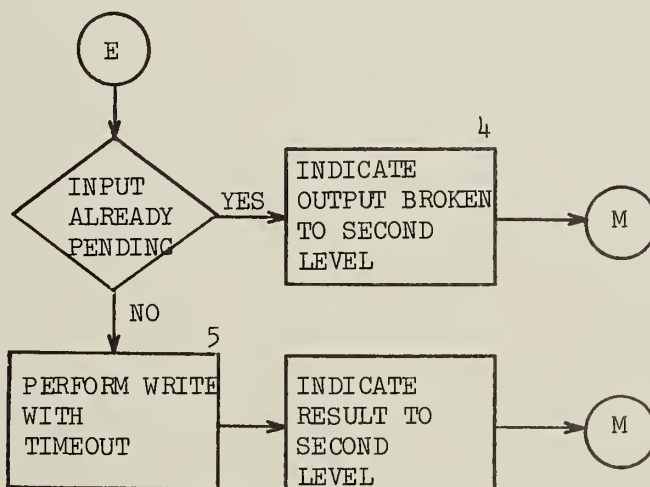 E
4
INPUT
ALREADY
PENDING
YES
INDICATE
OUTPUT BROKEN
TO SECOND
LEVEL
M
NO
5
PERFORM WRITE
WITH
TIMEOUT
INDICATE
RESULT TO
SECOND
LEVEL
M